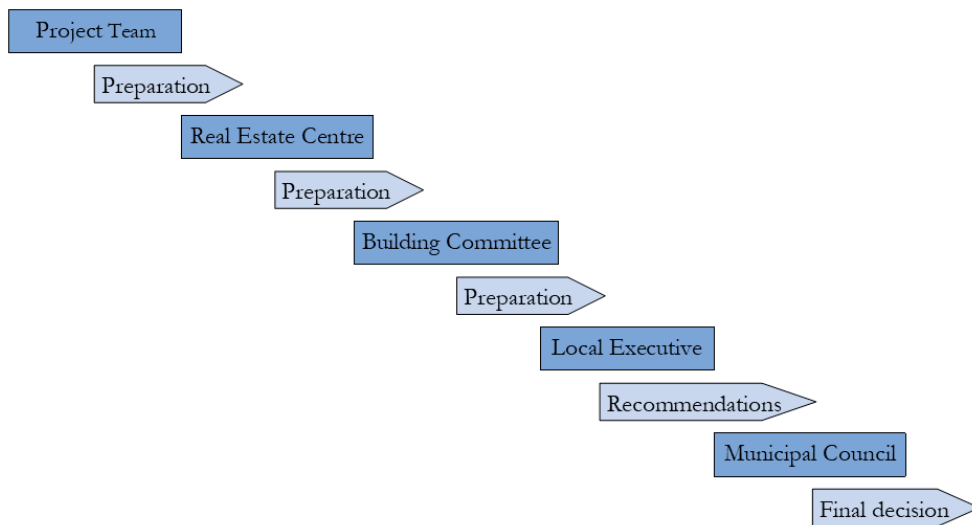 Project Team
Preparation
Real Estate Centre
Preparation
Building Committee
Preparation
Local Executive
Recommendations
Municipal Council
Final decision